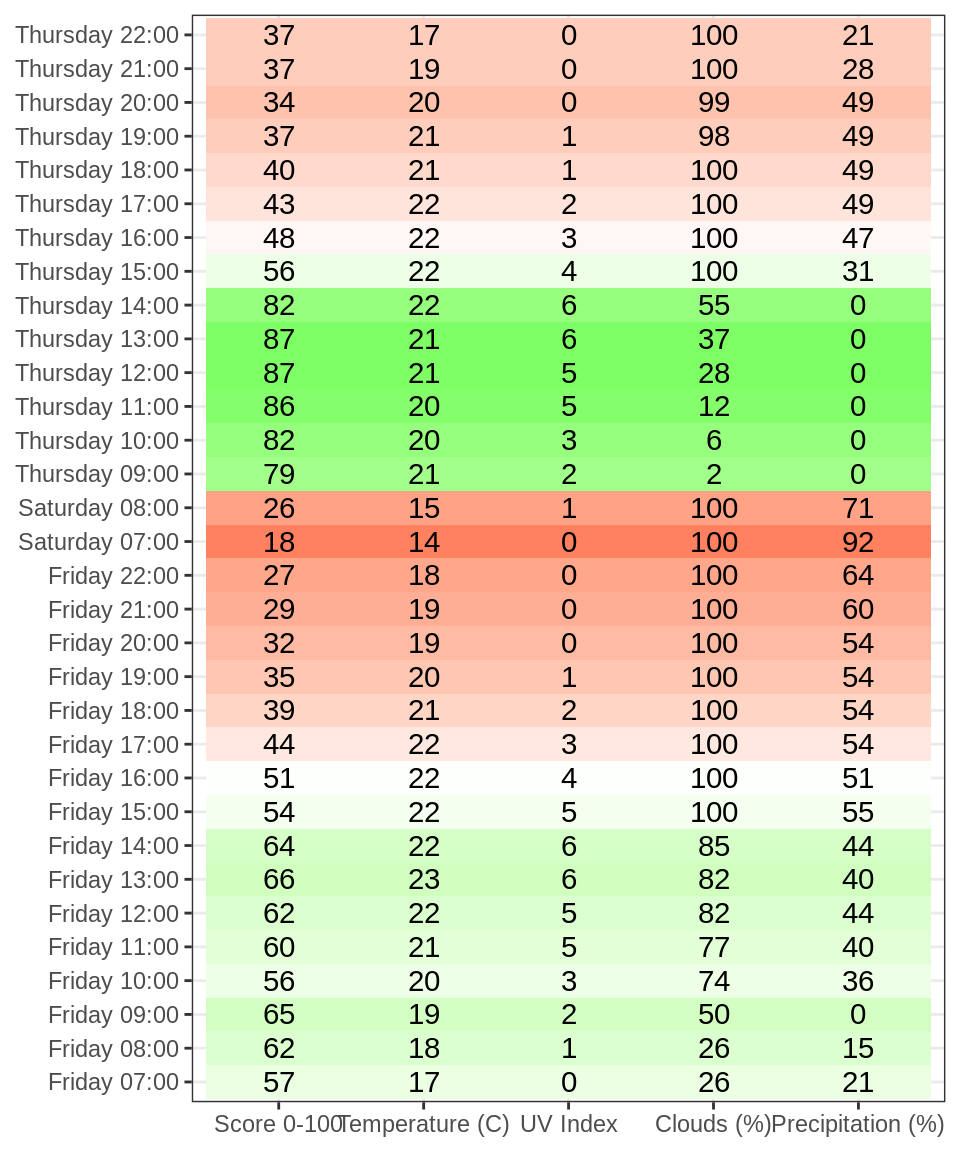 Thursday 22:00 37 17 0 100 21
Thursday 21:00 37 19 0 100 28
Thursday 20:00 34 20 0 99 49
Thursday 19:00 37 21 1 98 49
Thursday 18:00 40 21 1 100 49
Thursday 17:00 43 22 2 100 49
Thursday 16:00 48 22 3 100 47
Thursday 15:00 56 22 4 100 31
Thursday 14:00 82 22 6 55 0
Thursday 13:00 87 21 6 37 0
Thursday 12:00 87 21 5 28 0
Thursday 11:00 86 20 5 12 0
Thursday 10:00 82 20 3 6 0
Thursday 09:00 79 21 2 2 0
Saturday 08:00 26 15 1 100 71
Saturday 07:00 18 14 0 100 92
Friday 22:00 27 18 0 100 64
Friday 21:00 29 19 0 100 60
Friday 20:00 32 19 0 100 54
Friday 19:00 35 20 1 100 54
Friday 18:00 39 21 2 100 54
Friday 17:00 44 22 3 100 54
Friday 16:00 51 22 4 100 51
Friday 15:00 54 22 5 100 55
Friday 14:00 64 22 6 85 44
Friday 13:00 66 23 6 82 40
Friday 12:00 62 22 5 82 44
Friday 11:00 60 21 5 77 40
Friday 10:00 56 20 3 74 36
Friday 09:00 65 19 2 50 0
Friday 08:00 62 18 1 26 15
Friday 07:00 57 17 0 26 21
Score 0-100 Temperature (C) UV Index Clouds (%) Precipitation (%)